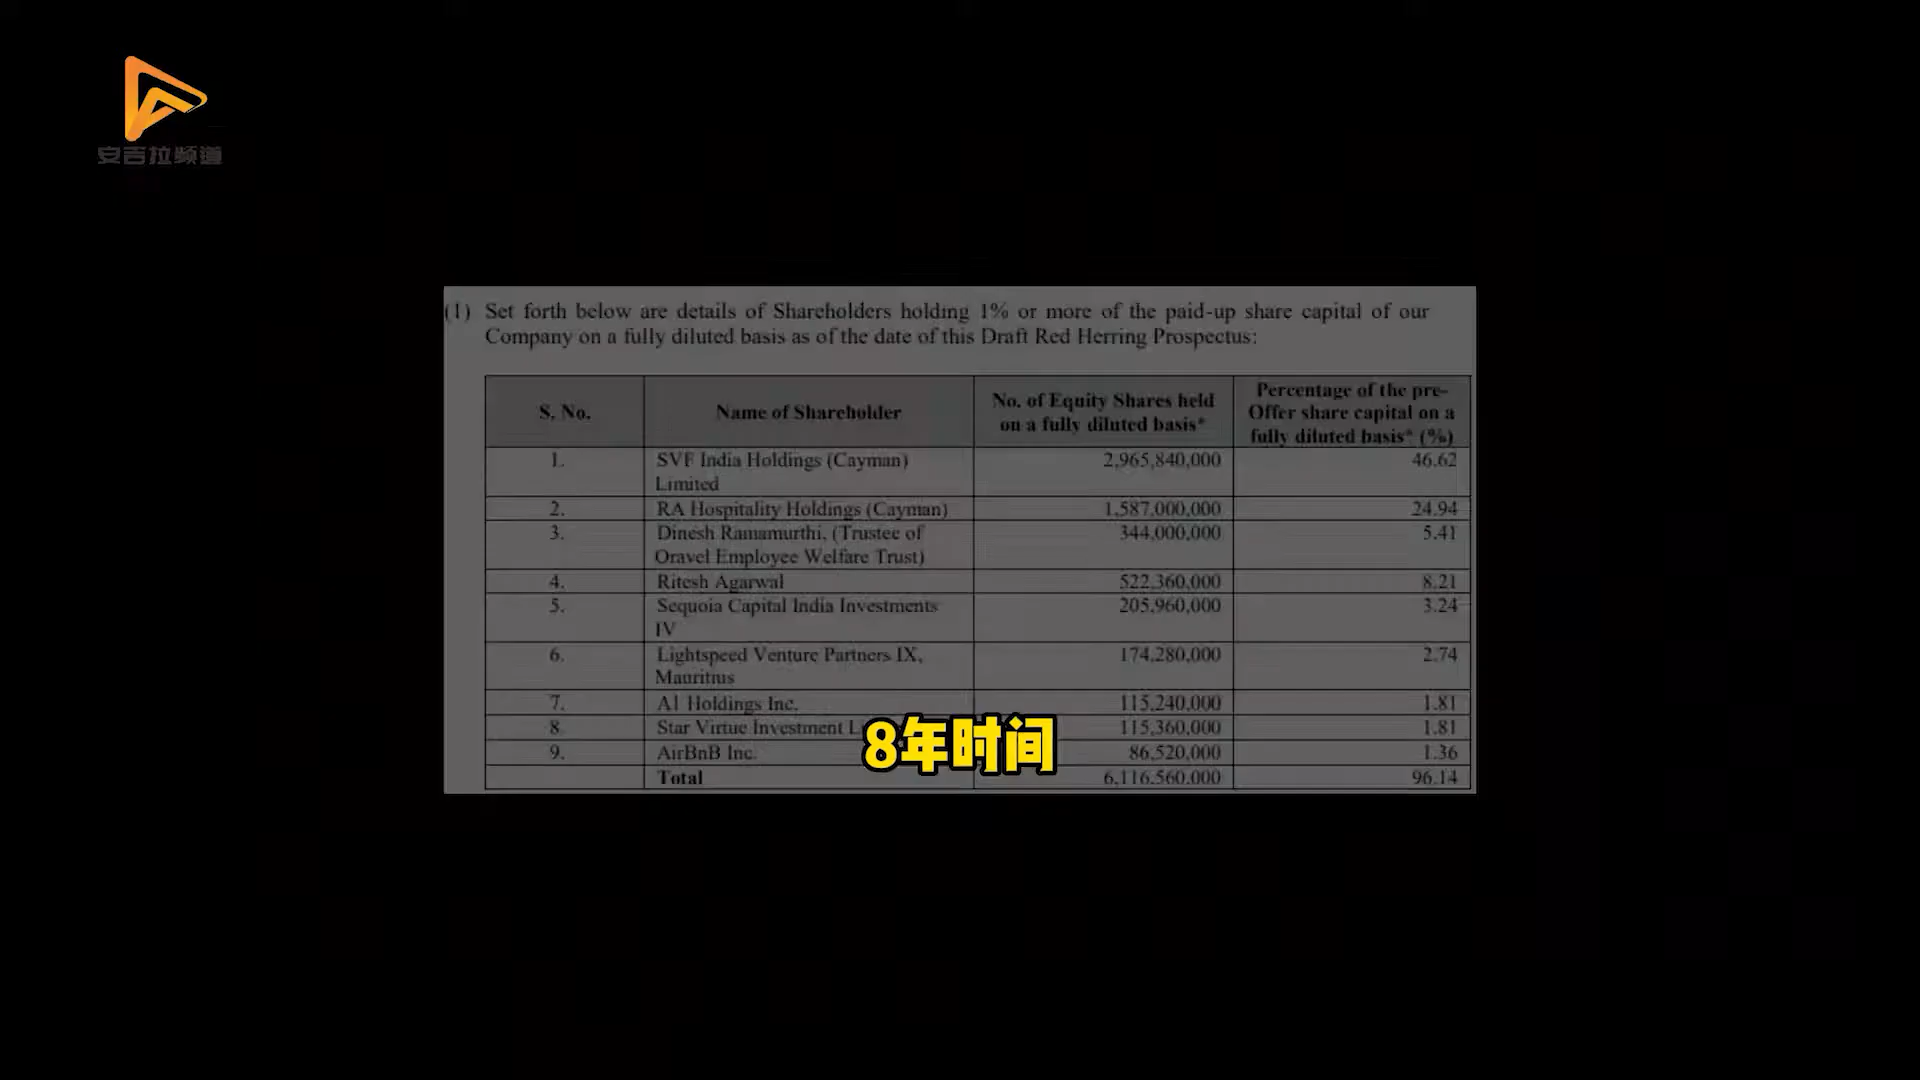 安吉拉频道
(1) Set forth below are details of Shareholders holding 1% or more of the paid-up share capital of our
Company on a fully diluted basis as of the date of this Draft Red Herring Prospectus:
S. No.
Name of Shareholder
No. of Equity Shares held
on a fully diluted basis*
Percentage of the pre-
Offer share capital on a
fully diluted basis* (%)
1. SVF India Holdings (Cayman) 2,965,840,000 46.62
Limited
2. RA Hospitality Holdings (Cayman) 1,587,000,000 24.94
3. Dinesh Ramamurthi, (Trustee of 344,000,000 5.41
Oravel Employee Welfare Trust)
4. Ritesh Agarwal 522,360,000 8.21
5. Sequoia Capital India Investments 205,960,000 3.24
IV
6. Lightspeed Venture Partners IX, 174,280,000 2.74
Mauritius
7. A1 Holdings Inc. 115,240,000 1.81
8. Star Virtue Investment 115,360,000 1.81
9. AirBnB Inc. 86,520,000 1.36
Total 6,116,560,000 96.14
8年时间